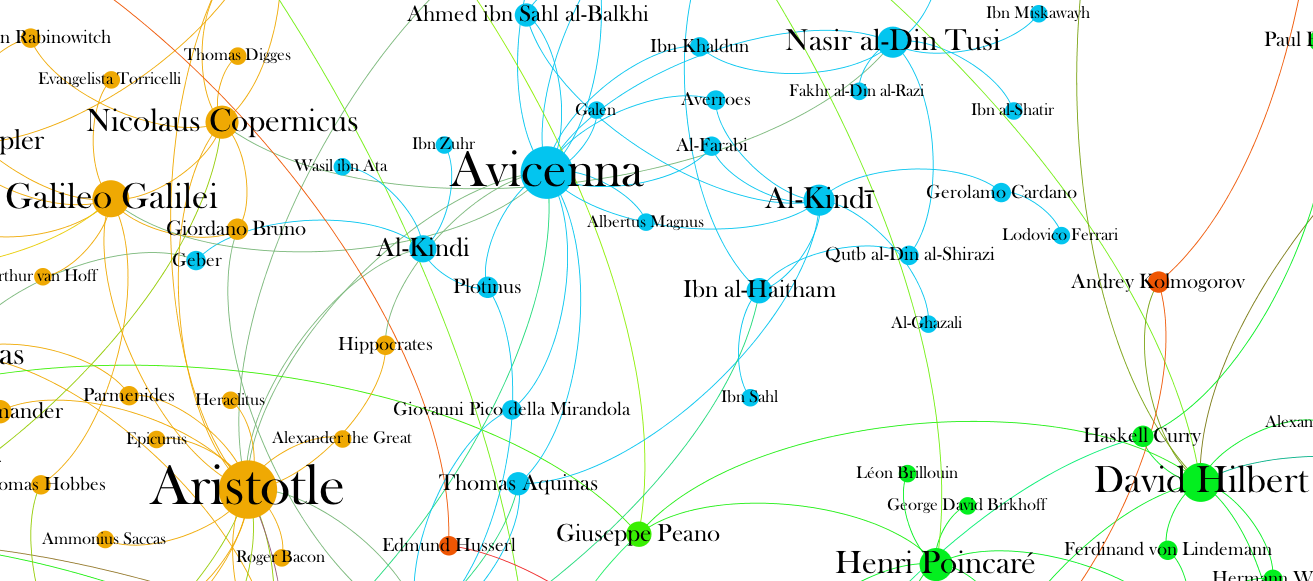 Ahmed ibn Sahl al-Balkhi
Ibn Miskawayh
n Rabinowitch
Thomas Digges
Ibn Khaldun
Nasir al-Din Tusi
Paul
Evangelista Torricelli
Fakhr al-Din al-Razi
Averroes
Galen
Ibn al-Shatir
Nicolaus Copernicus
pler
Ibn Zuhr
Al-Farabi
Wasil ibn Ata
Avicenna
Galileo Galilei
Al-Kindī
Gerolamo Cardano
Albertus Magnus
Giordano Bruno
Lodovico Ferrari
Al-Kindi
Qutb al-Din al-Shirazi
Geber
rthur van Hoff
Plotinus
Ibn al-Haitham
Andrey Kolmogorov
Al-Ghazali
Hippocrates
as
Parmenides
Heraclitus
Ibn Sahl
mander
Giovanni Pico della Mirandola
Alexan
Epicurus
Alexander the Great
Haskell Curry
Léon Brillouin
omas Hobbes
Aristotle
Thomas Aquinas
David Hilbert
George David Birkhoff
Ammonius Saccas
Giuseppe Peano
Edmund Husserl
Ferdinand von Lindemann
Roger Bacon
Henri Poincaré
Hermann W